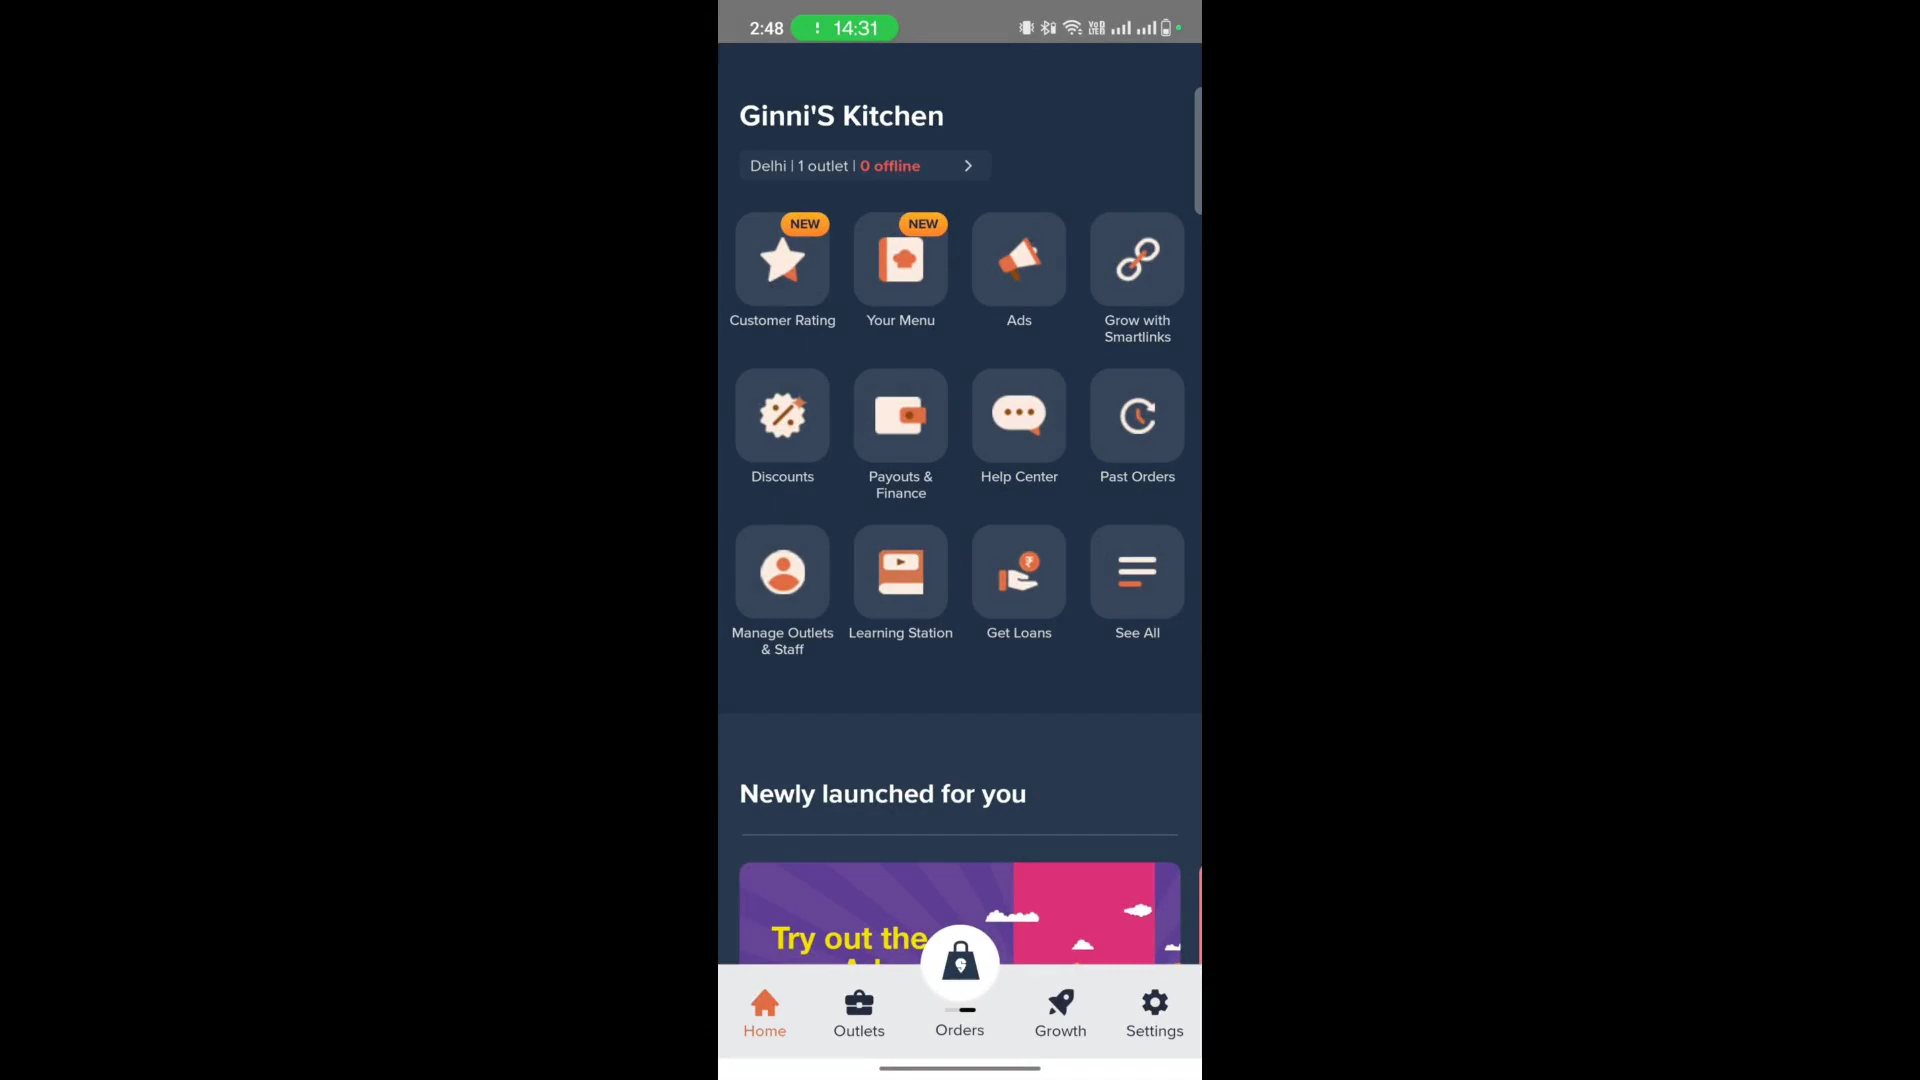 2:48 ! 14:31
Ginni'S Kitchen
Delhi | 1 outlet | 0 offline
NEW NEW
Customer Rating Your Menu Ads Grow with
Smartlinks
Discounts Payouts & Help Center Past Orders
Finance
Manage Outlets Learning Station Get Loans See All
& Staff
Newly launched for you
Try out the
Home Outlets Orders Growth Settings